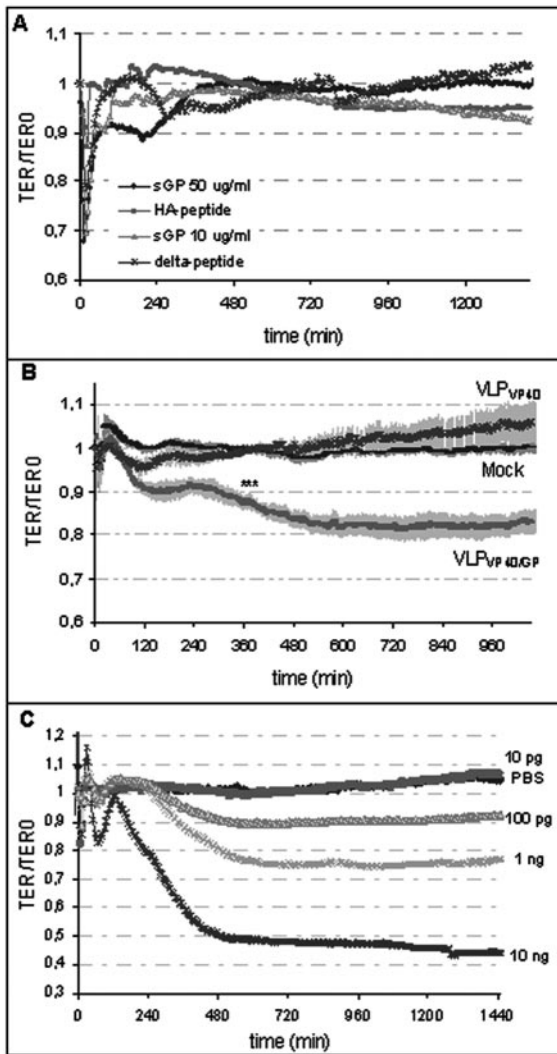 A
1,1
1
0,9
0,8
0,7
0,6
TER/TER0
sGP 50 ug/ml
HA-peptide
sGP 10 ug/ml
delta-peptide
0 240 480 720 960 1200
time (min)
B
VLPVP40
1,1
1
0,9
0,8
0,7
0,6
TER/TER0
Mock
***
VLPVP40/GP
0 120 240 360 480 600 720 840 960
time (min)
C
1,2
1,1
1
0,9
0,8
0,7
0,6
0,5
0,4
0,3
TER/TER0
10 pg
PBS
100 pg
1 ng
10 ng
0 240 480 720 960 1200 1440
time (min)